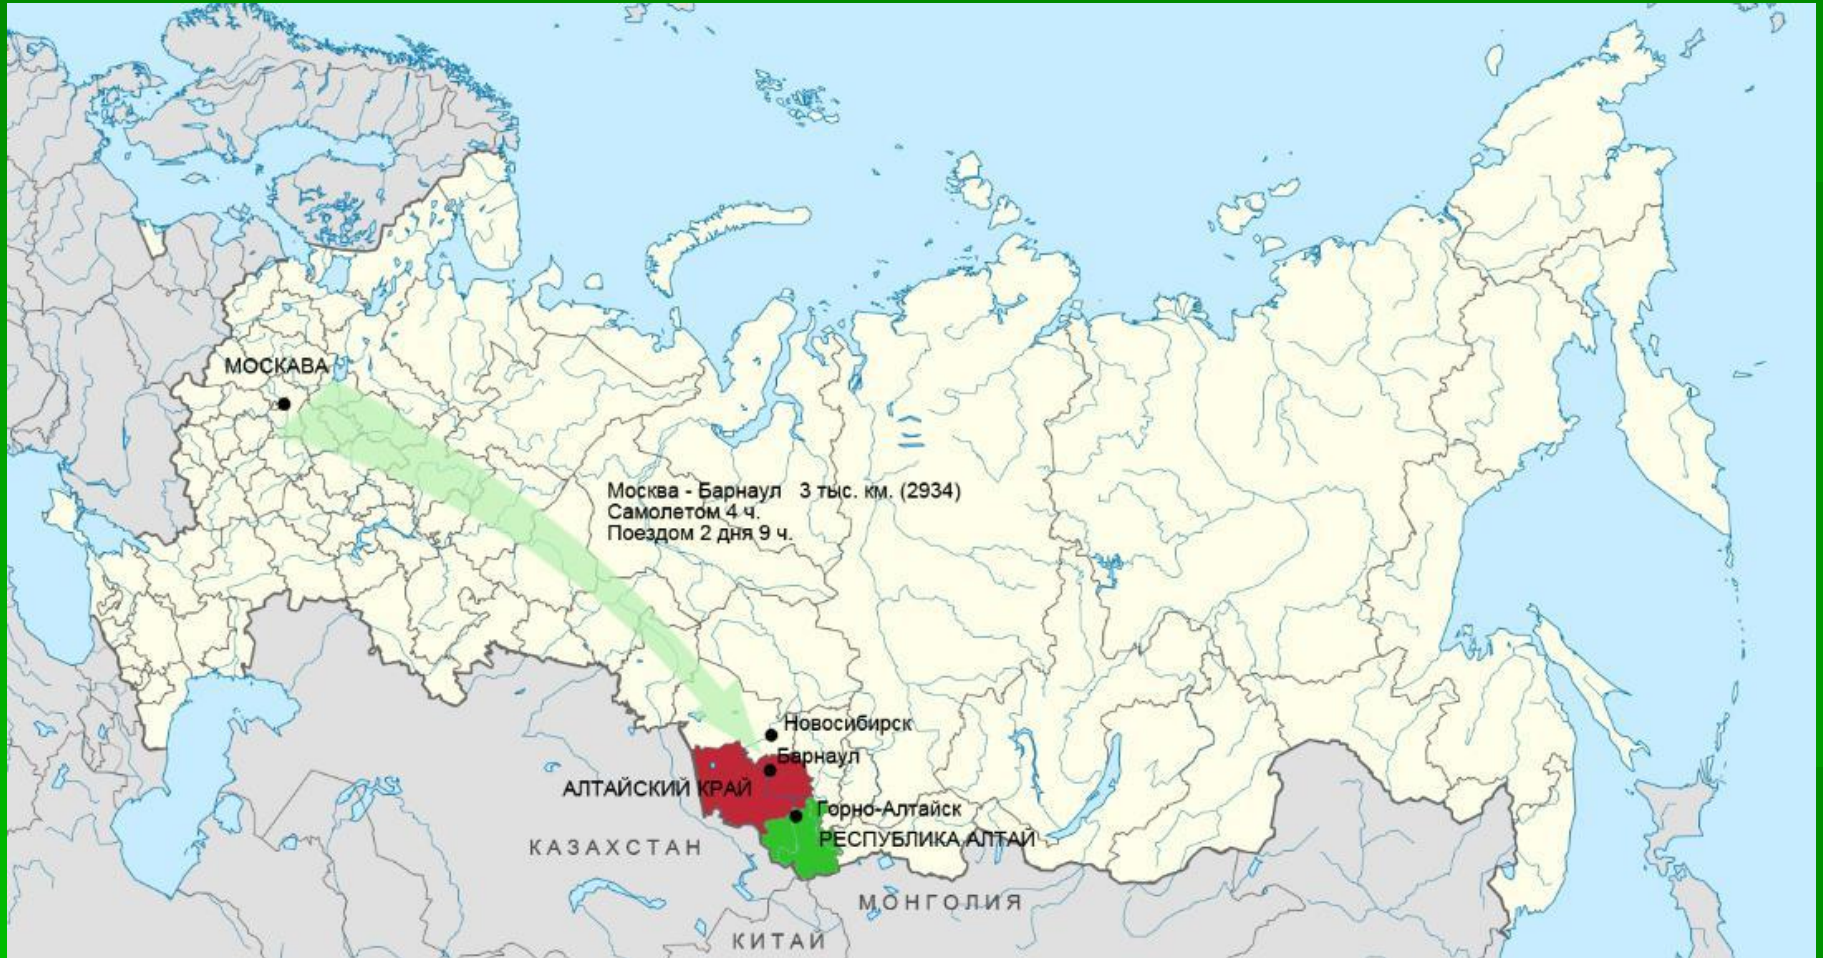 МОСКАВА
Москва - Барнаул 3 тыс. км. (2934)
Самолетом 4 ч.
Поездом 2 дня 9 ч.
Новосибирск
Барнаул
АЛТАЙСКИЙ КРАЙ
Горно-Алтайск
РЕСПУБЛИКА АЛТАЙ
КАЗАХСТАН
МОНГОЛИЯ
КИТАЙ